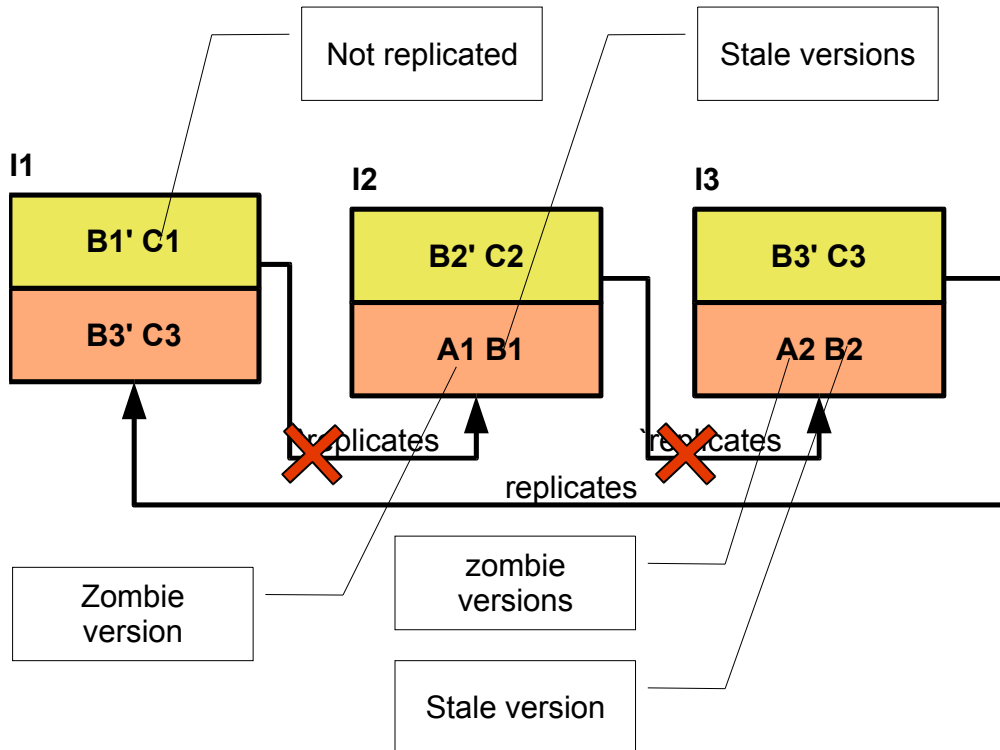 Not replicated
Stale versions
I1
I2
I3
B1' C1
B2' C2
B3' C3
B3' C3
A1 B1
A2 B2
`replicates
`replicates
replicates
Zombie
version
zombie
versions
Stale version